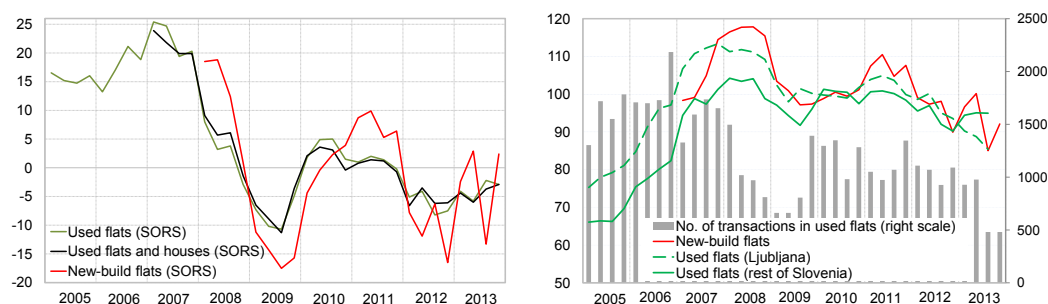 25
20
15
10
5
0
-5
-10
-15
-20
Used flats (SORS)
Used flats and houses (SORS)
New-build flats (SORS)
2005 2006 2007 2008 2009 2010 2011 2012 2013
120
110
100
90
80
70
60
50
2500
2000
1500
1000
500
0
No. of transactions in used flats (right scale)
New-build flats
Used flats (Ljubljana)
Used flats (rest of Slovenia)
2005 2006 2007 2008 2009 2010 2011 2012 2013